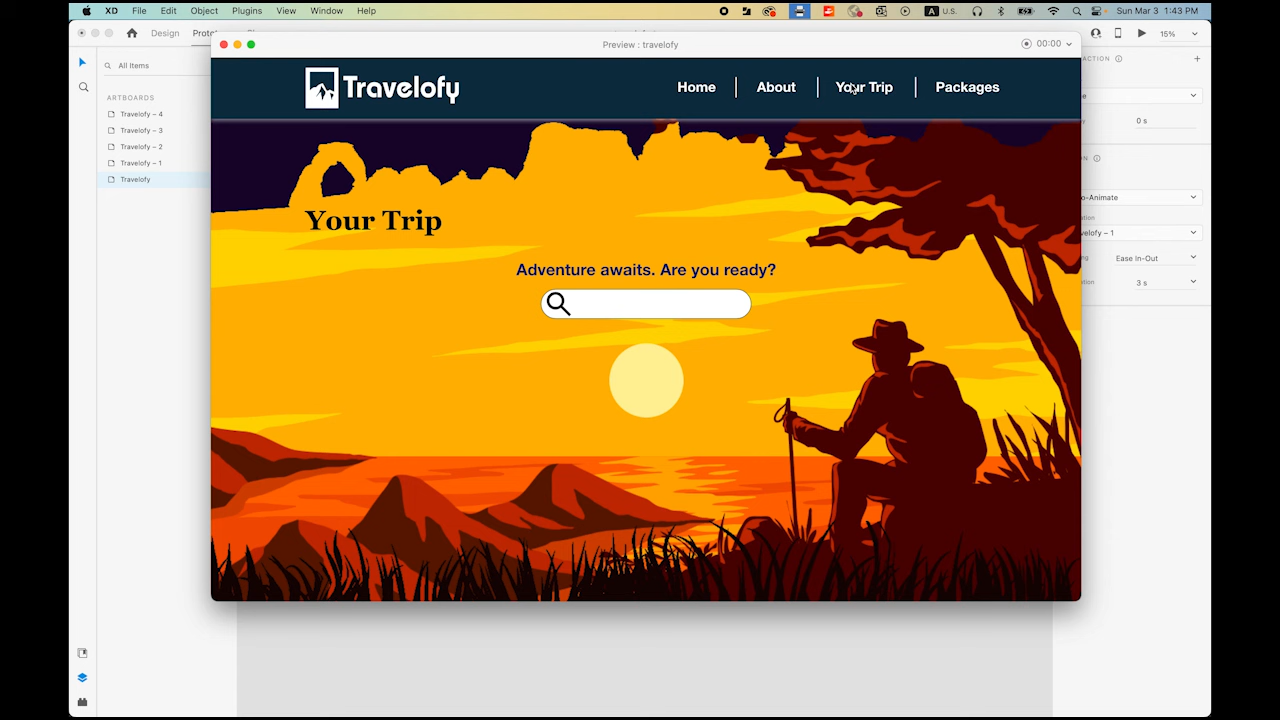 XD File Edit Object Plugins View Window Help A U.S. Sun Mar 3 1:43 PM
Design
15%
Preview : travelofy 00:00
All Items
ARTBOARDS
Travelofy – 4
Travelofy – 3
Travelofy – 2
Travelofy – 1
Travelofy
Travelofy
Home About Your Trip Packages
Your Trip
Adventure awaits. Are you ready?
0 s
Ease In-Out
3 s